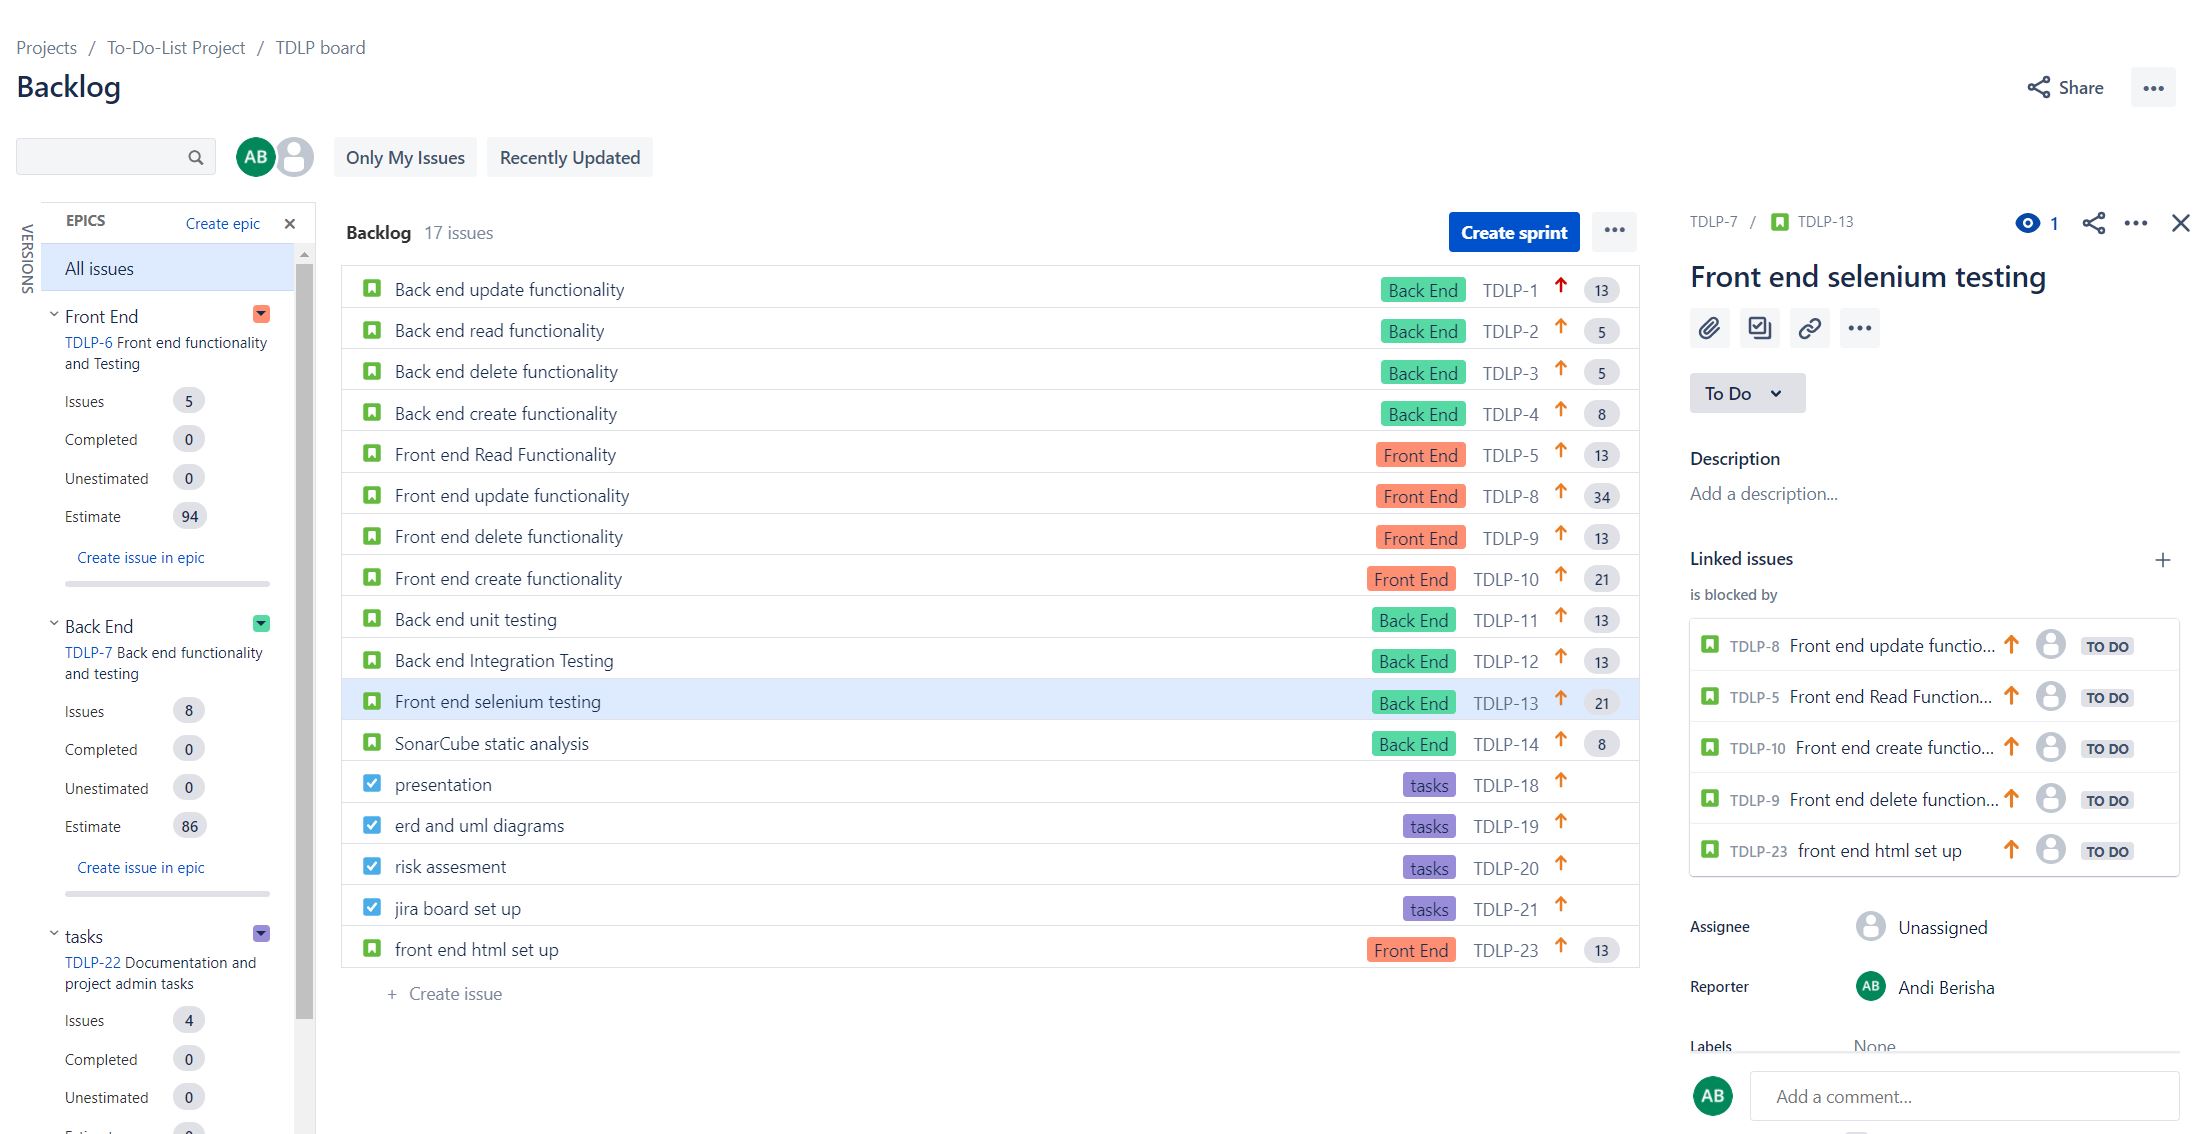 Projects / To-Do-List Project / TDLP board
Backlog
Share
AB
Only My Issues
Recently Updated
VERSIONS
EPICS
Create epic
All issues
Front End
TDLP-6 Front end functionality
and Testing
Issues 5
Completed 0
Unestimated 0
Estimate 94
Create issue in epic
Back End
TDLP-7 Back end functionality
and testing
Issues 8
Completed 0
Unestimated 0
Estimate 86
Create issue in epic
tasks
TDLP-22 Documentation and
project admin tasks
Issues 4
Completed 0
Unestimated 0
Backlog 17 issues
Create sprint
Back end update functionality Back End TDLP-1 13
Back end read functionality Back End TDLP-2 5
Back end delete functionality Back End TDLP-3 5
Back end create functionality Back End TDLP-4 8
Front end Read Functionality Front End TDLP-5 13
Front end update functionality Front End TDLP-8 34
Front end delete functionality Front End TDLP-9 13
Front end create functionality Front End TDLP-10 21
Back end unit testing Back End TDLP-11 13
Back end Integration Testing Back End TDLP-12 13
Front end selenium testing Back End TDLP-13 21
SonarCube static analysis Back End TDLP-14 8
presentation tasks TDLP-18
erd and uml diagrams tasks TDLP-19
risk assesment tasks TDLP-20
jira board set up tasks TDLP-21
front end html set up Front End TDLP-23 13
+ Create issue
TDLP-7 / TDLP-13
1
Front end selenium testing
To Do
Description
Add a description...
Linked issues
is blocked by
TDLP-8 Front end update functio... TO DO
TDLP-5 Front end Read Function... TO DO
TDLP-10 Front end create functio... TO DO
TDLP-9 Front end delete function... TO DO
TDLP-23 front end html set up TO DO
Assignee Unassigned
Reporter AB Andi Berisha
Labels None
AB Add a comment...